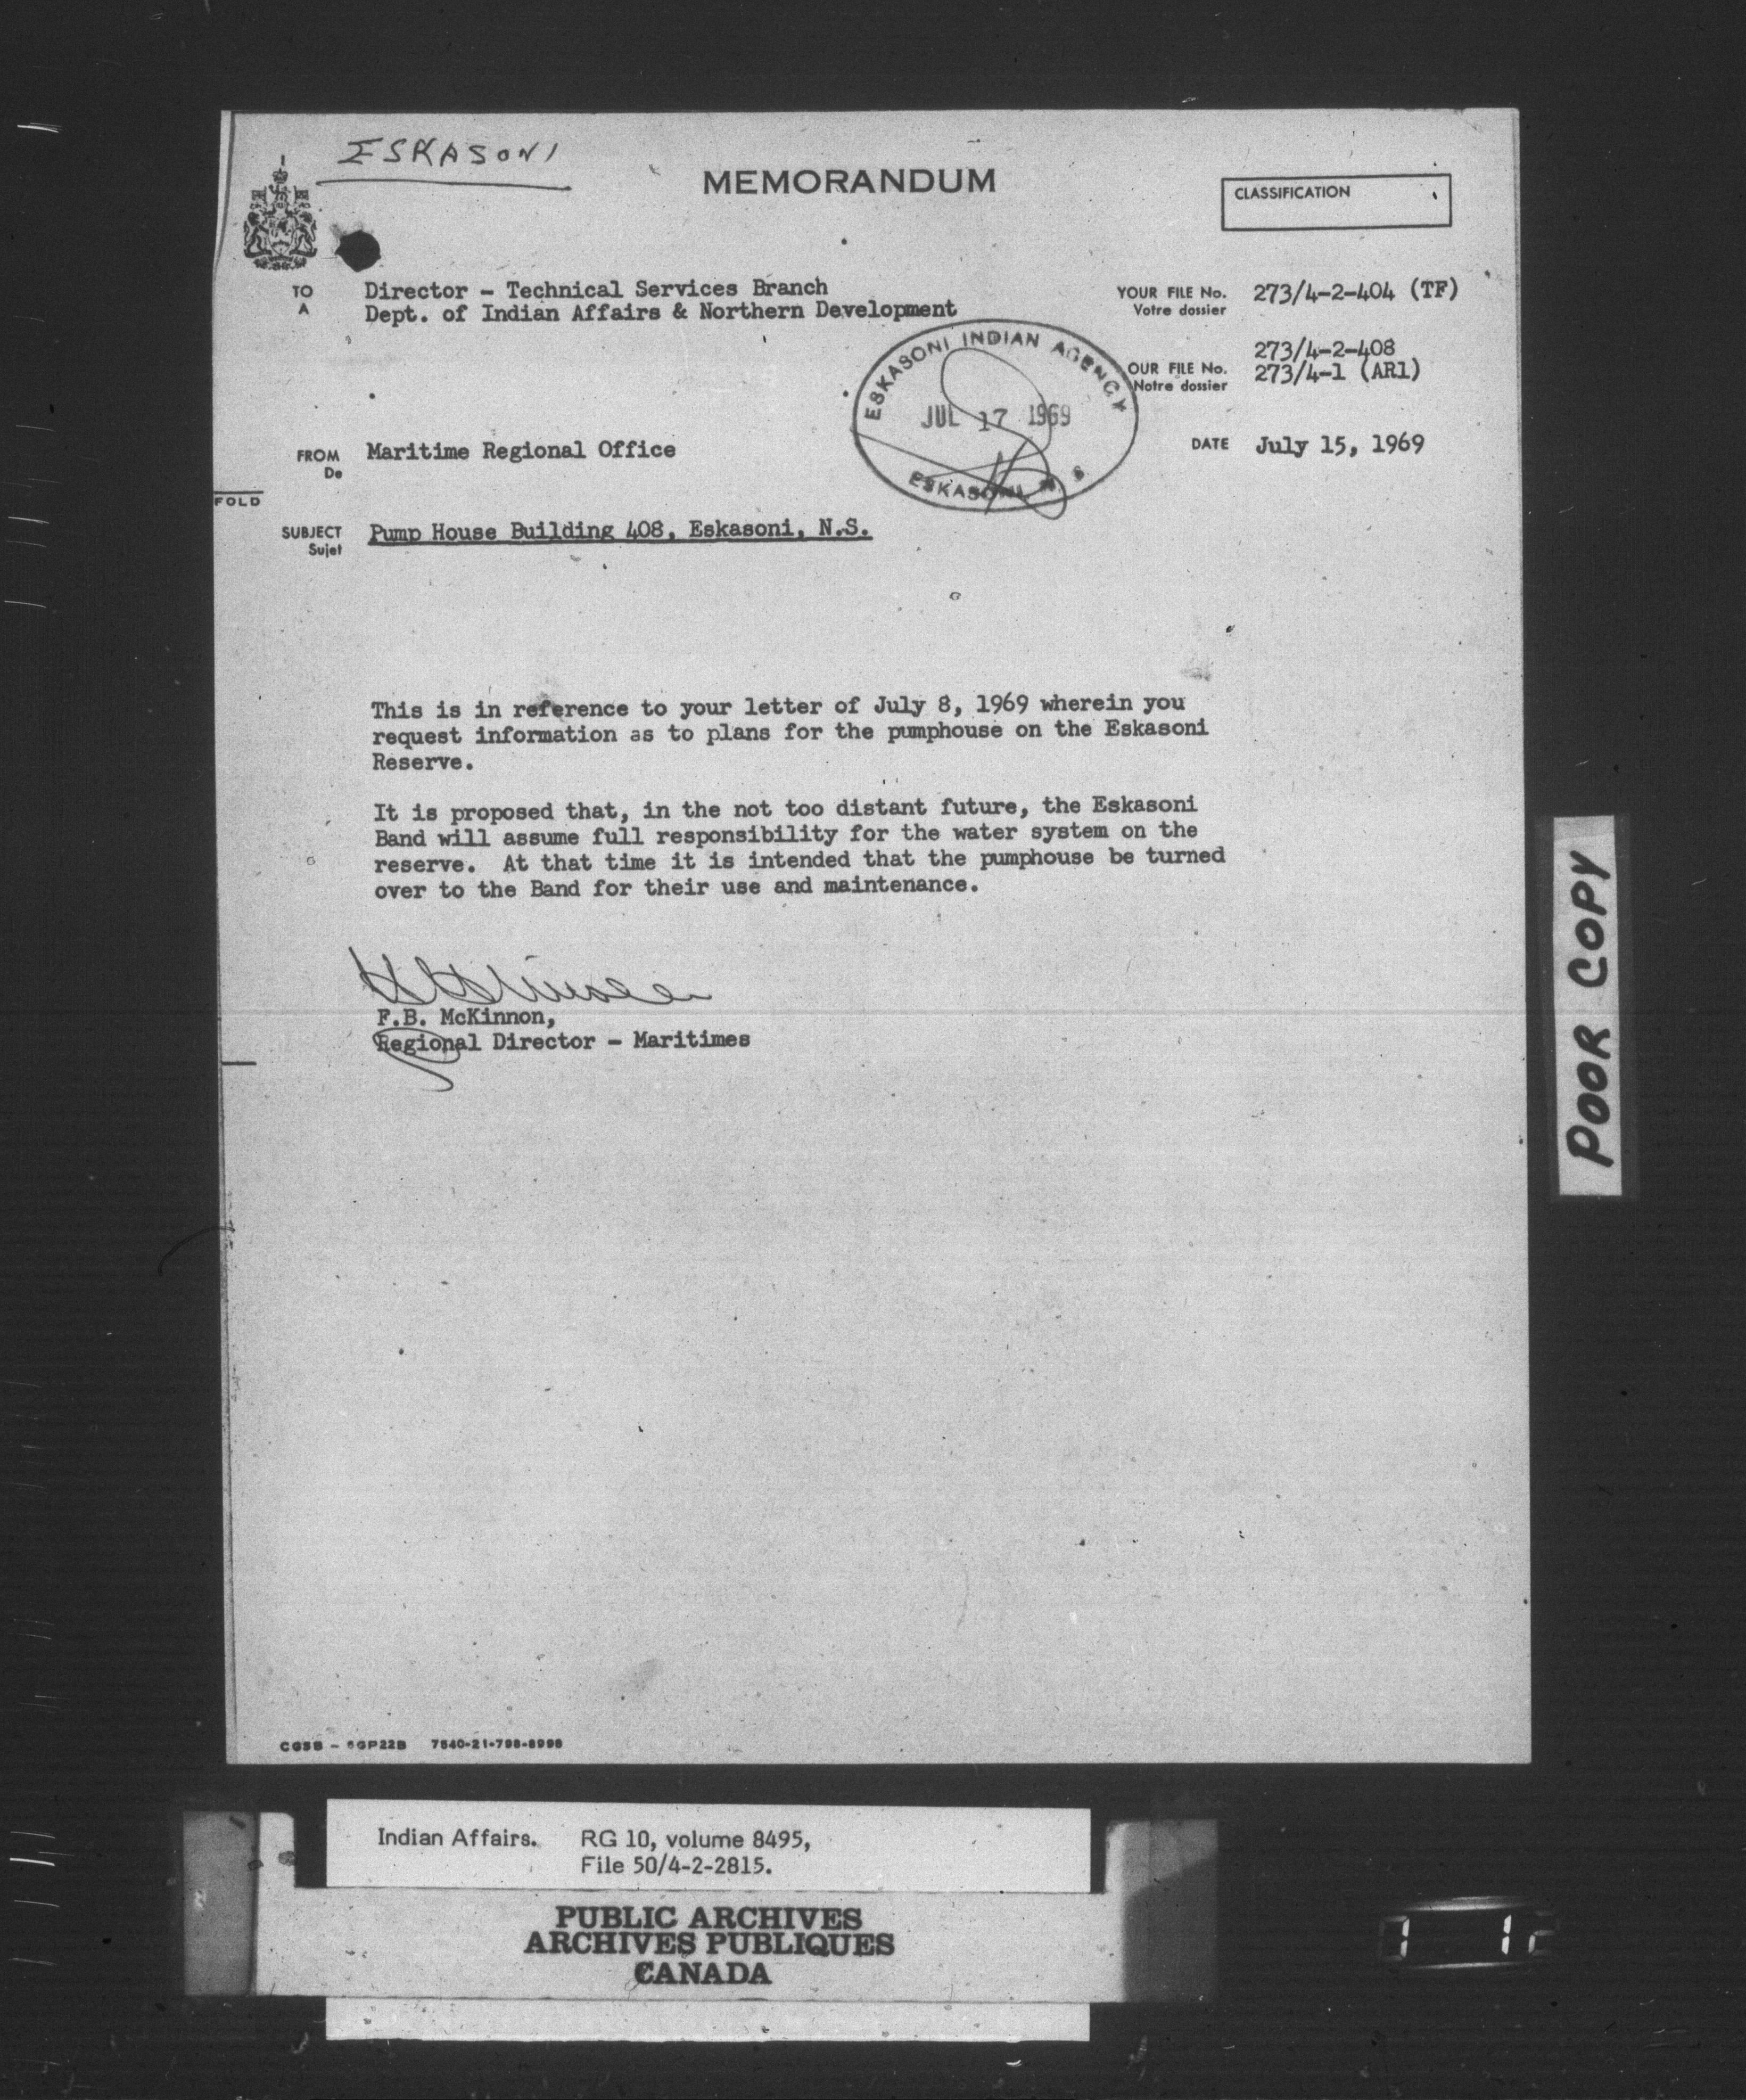 ESKASONI
MEMORANDUM
CLASSIFICATION
TO
A
Director - Technical Services Branch
Dept. of Indian Affairs & Northern Development
YOUR FILE No.
Votre dossier
273/4-2-404 (TF)
OUR FILE No.
Notre dossier
273/4-2-408
273/4-1 (AR1)
ESKASONI INDIAN AGENCY
JUL 17 1969
ESKASONI, N. S.
DATE July 15, 1969
FROM
De
Maritime Regional Office
FOLD
SUBJECT
Sujet
Pump House Building 408, Eskasoni, N.S.
This is in reference to your letter of July 8, 1969 wherein you
request information as to plans for the pumphouse on the Eskasoni
Reserve.
It is proposed that, in the not too distant future, the Eskasoni
Band will assume full responsibility for the water system on the
reserve. At that time it is intended that the pumphouse be turned
over to the Band for their use and maintenance.
F.B. McKinnon,
Regional Director - Maritimes
POOR COPY
CGSB - 6GP22B 7540-21-798-8998
Indian Affairs. RG 10, volume 8495,
File 50/4-2-2815.
PUBLIC ARCHIVES
ARCHIVES PUBLIQUES
CANADA